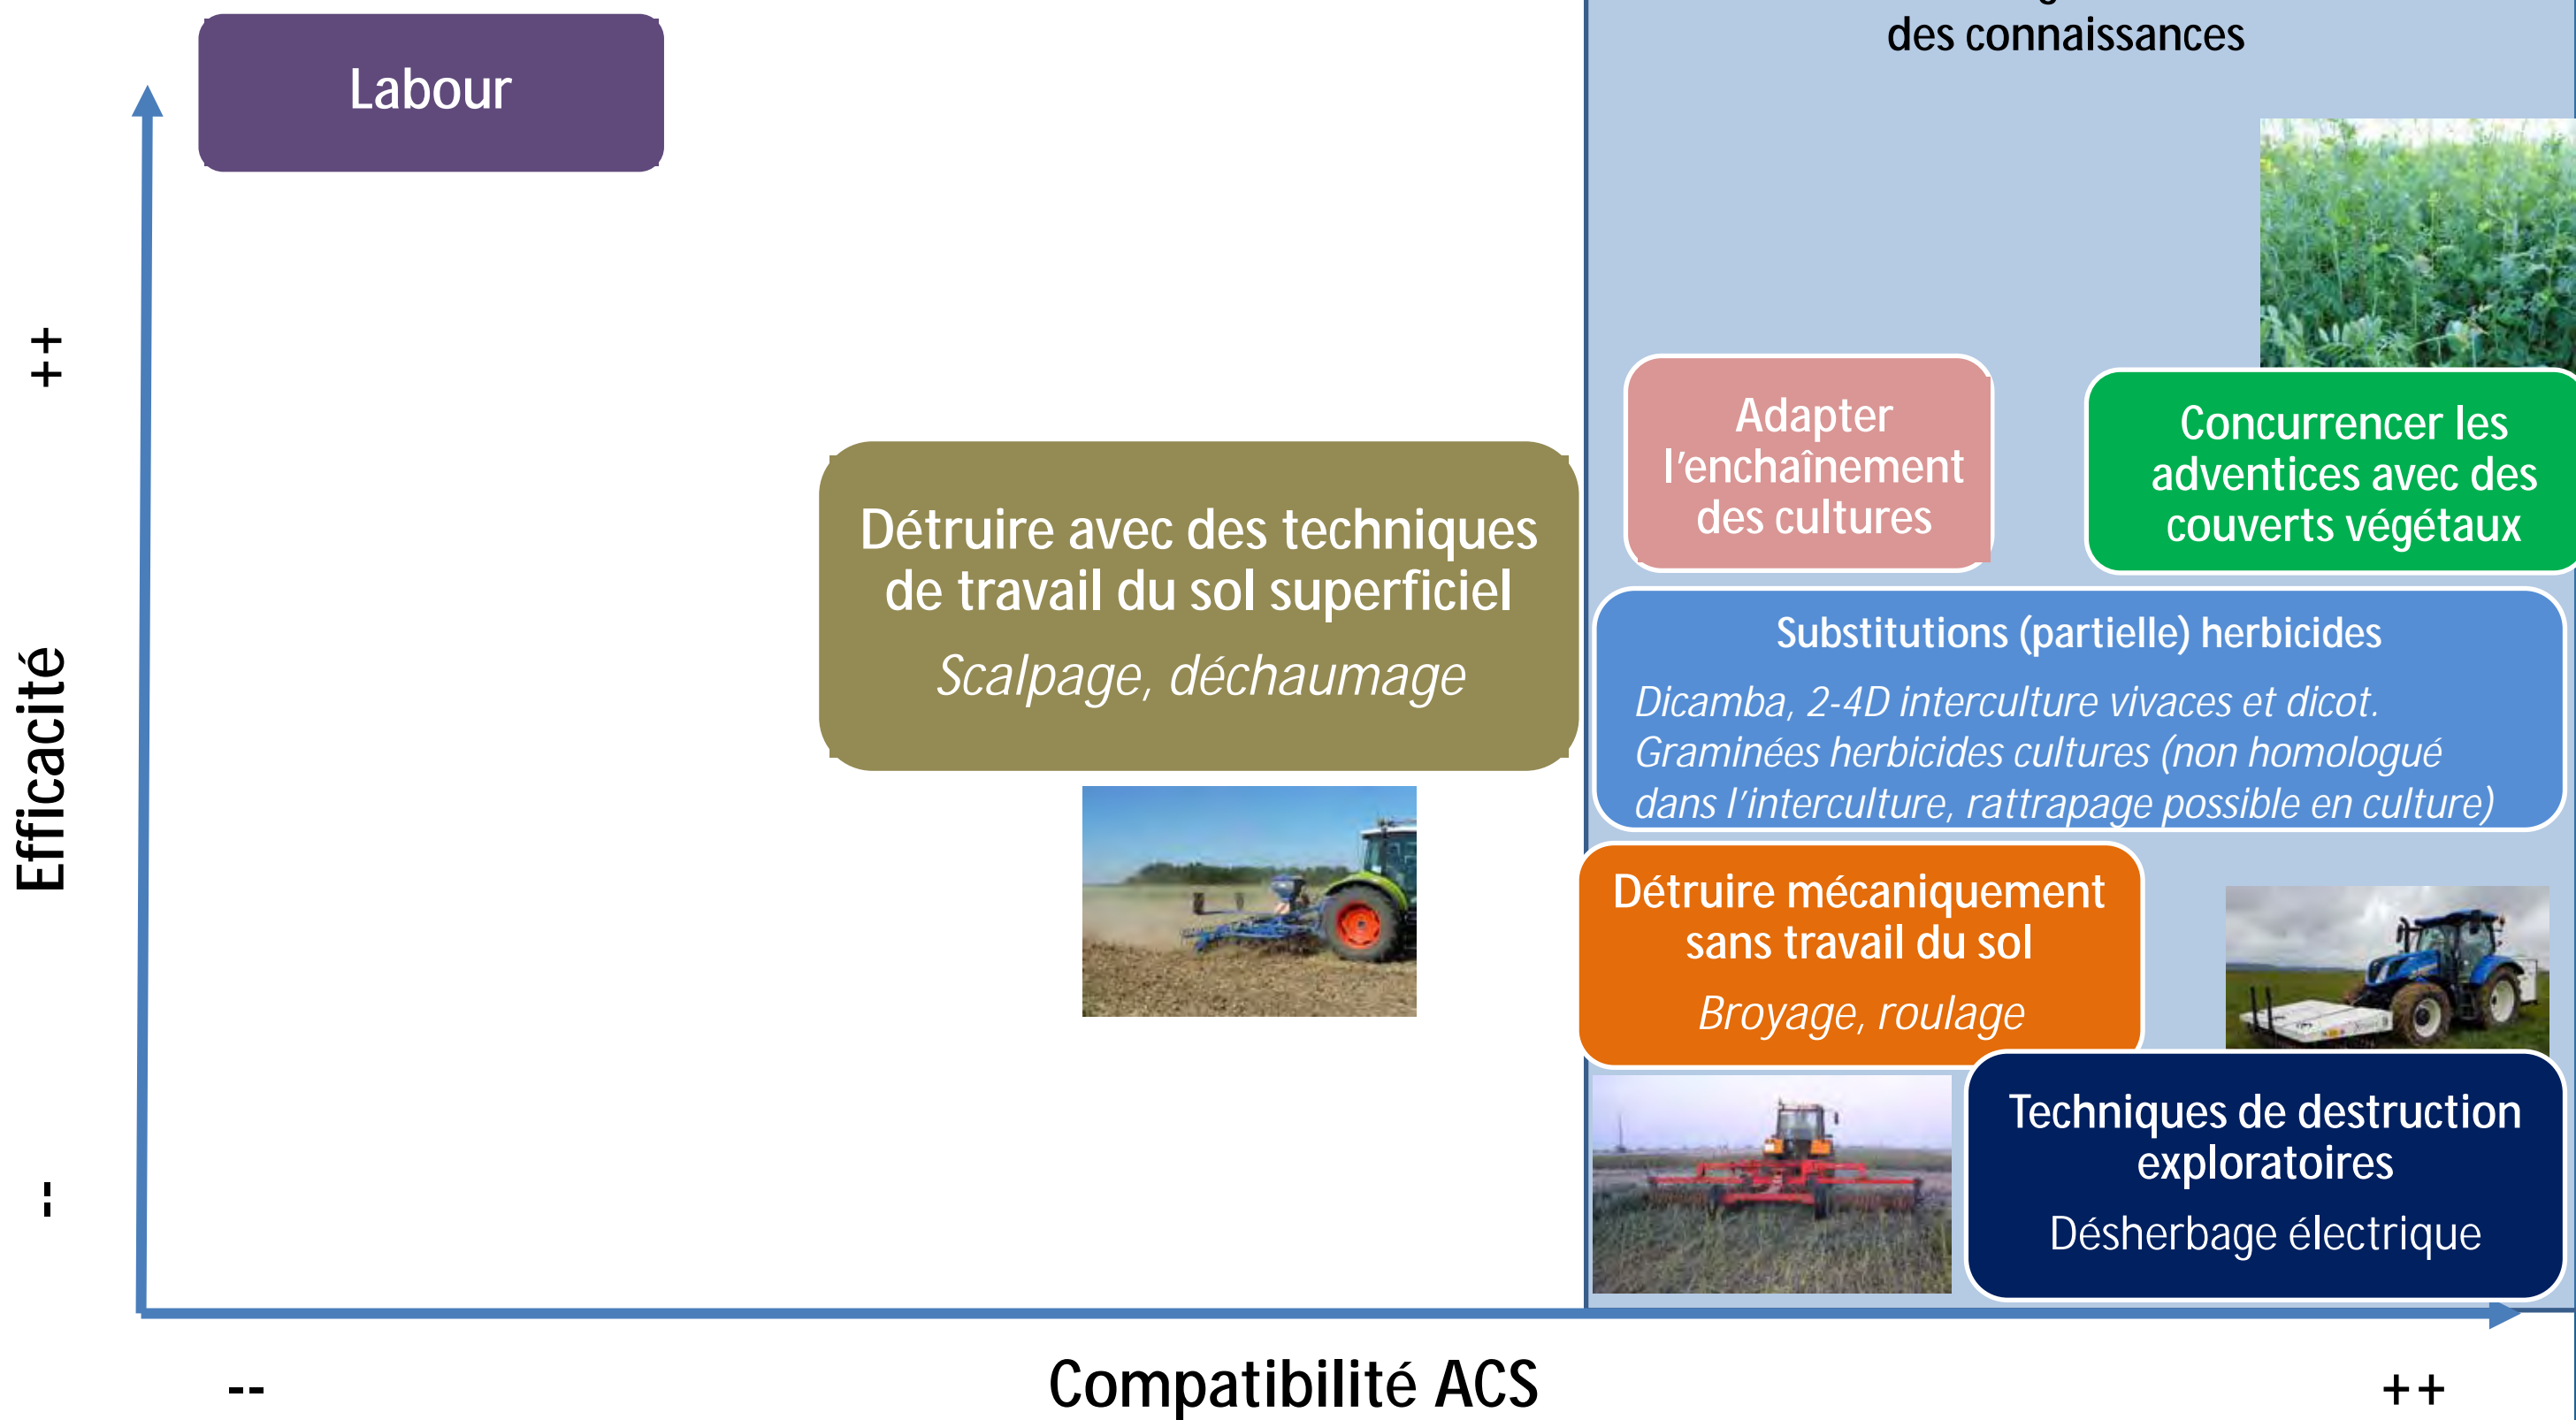 des connaissances
Labour
++
Adapter
l'enchaînement
des cultures
Concurrencer les
adventices avec des
couverts végétaux
Détruire avec des techniques
de travail du sol superficiel
Scalpage, déchaumage
Substitutions (partielle) herbicides
Dicamba, 2-4D interculture vivaces et dicot.
Graminées herbicides cultures (non homologué
dans l'interculture, rattrapage possible en culture)
Efficacité
Détruire mécaniquement
sans travail du sol
Broyage, roulage
Techniques de destruction
exploratoires
Désherbage électrique
--
--
Compatibilité ACS
++